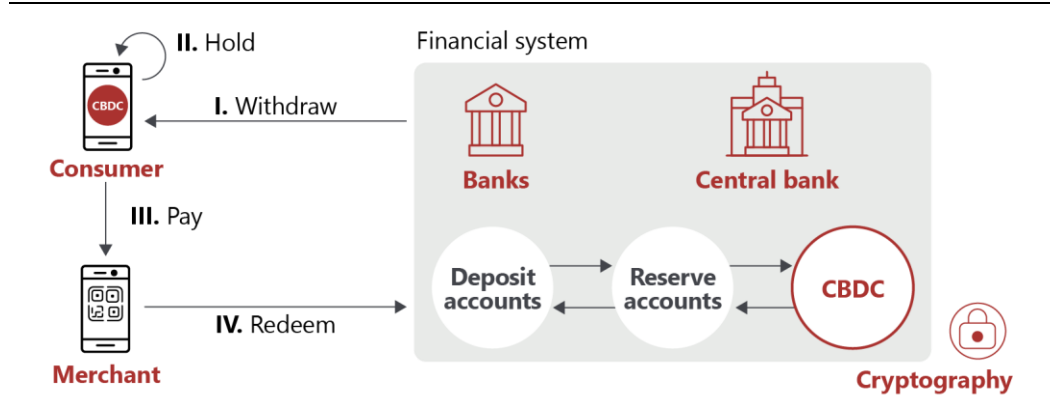 II. Hold
Financial system
CBDC
I. Withdraw
Consumer
Banks
Central bank
III. Pay
Deposit
accounts
Reserve
accounts
CBDC
IV. Redeem
Merchant
Cryptography